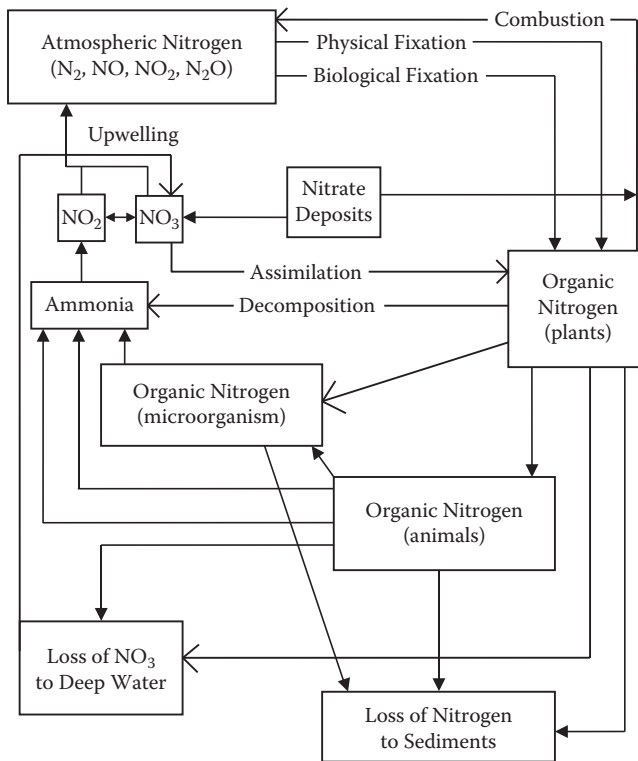 Combustion
Atmospheric Nitrogen
(N₂, NO, NO₂, N₂O)
Physical Fixation
Biological Fixation
Upwelling
NO₂
NO₃
Nitrate
Deposits
Assimilation
Organic
Nitrogen
(plants)
Ammonia
Decomposition
Organic Nitrogen
(microorganism)
Organic Nitrogen
(animals)
Loss of NO₃
to Deep Water
Loss of Nitrogen
to Sediments